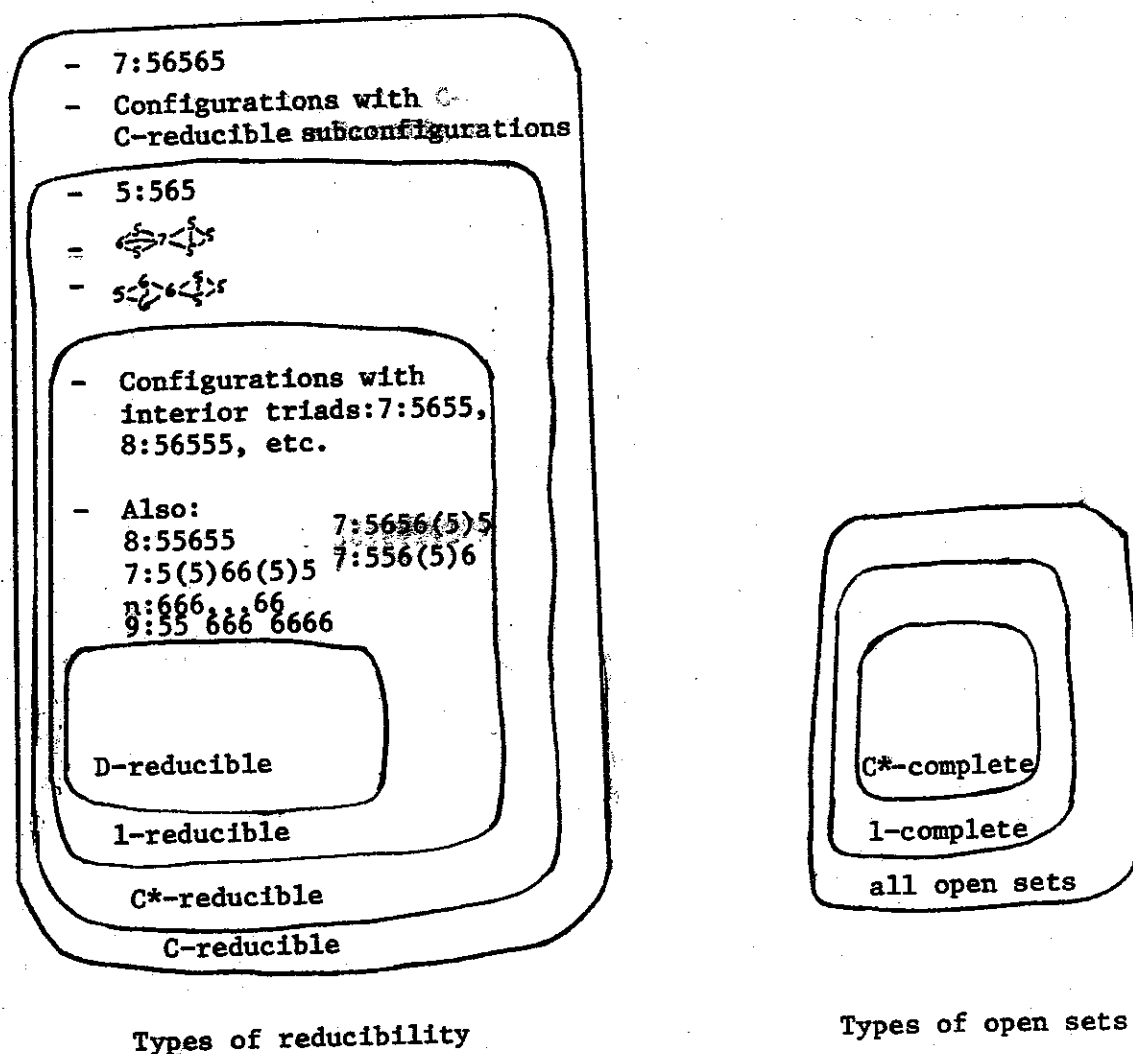 - 7:56565
- Configurations with C-
C-reducible subconfigurations
- 5:565
-
-
- Configurations with
interior triads:7:5655,
8:56555, etc.
- Also:
8:55655 7:5656(5)5
7:5(5)66(5)5 7:556(5)6
n:666...66
9:55 666 6666
D-reducible
1-reducible
C*-reducible
C-reducible
Types of reducibility
C*-complete
1-complete
all open sets
Types of open sets